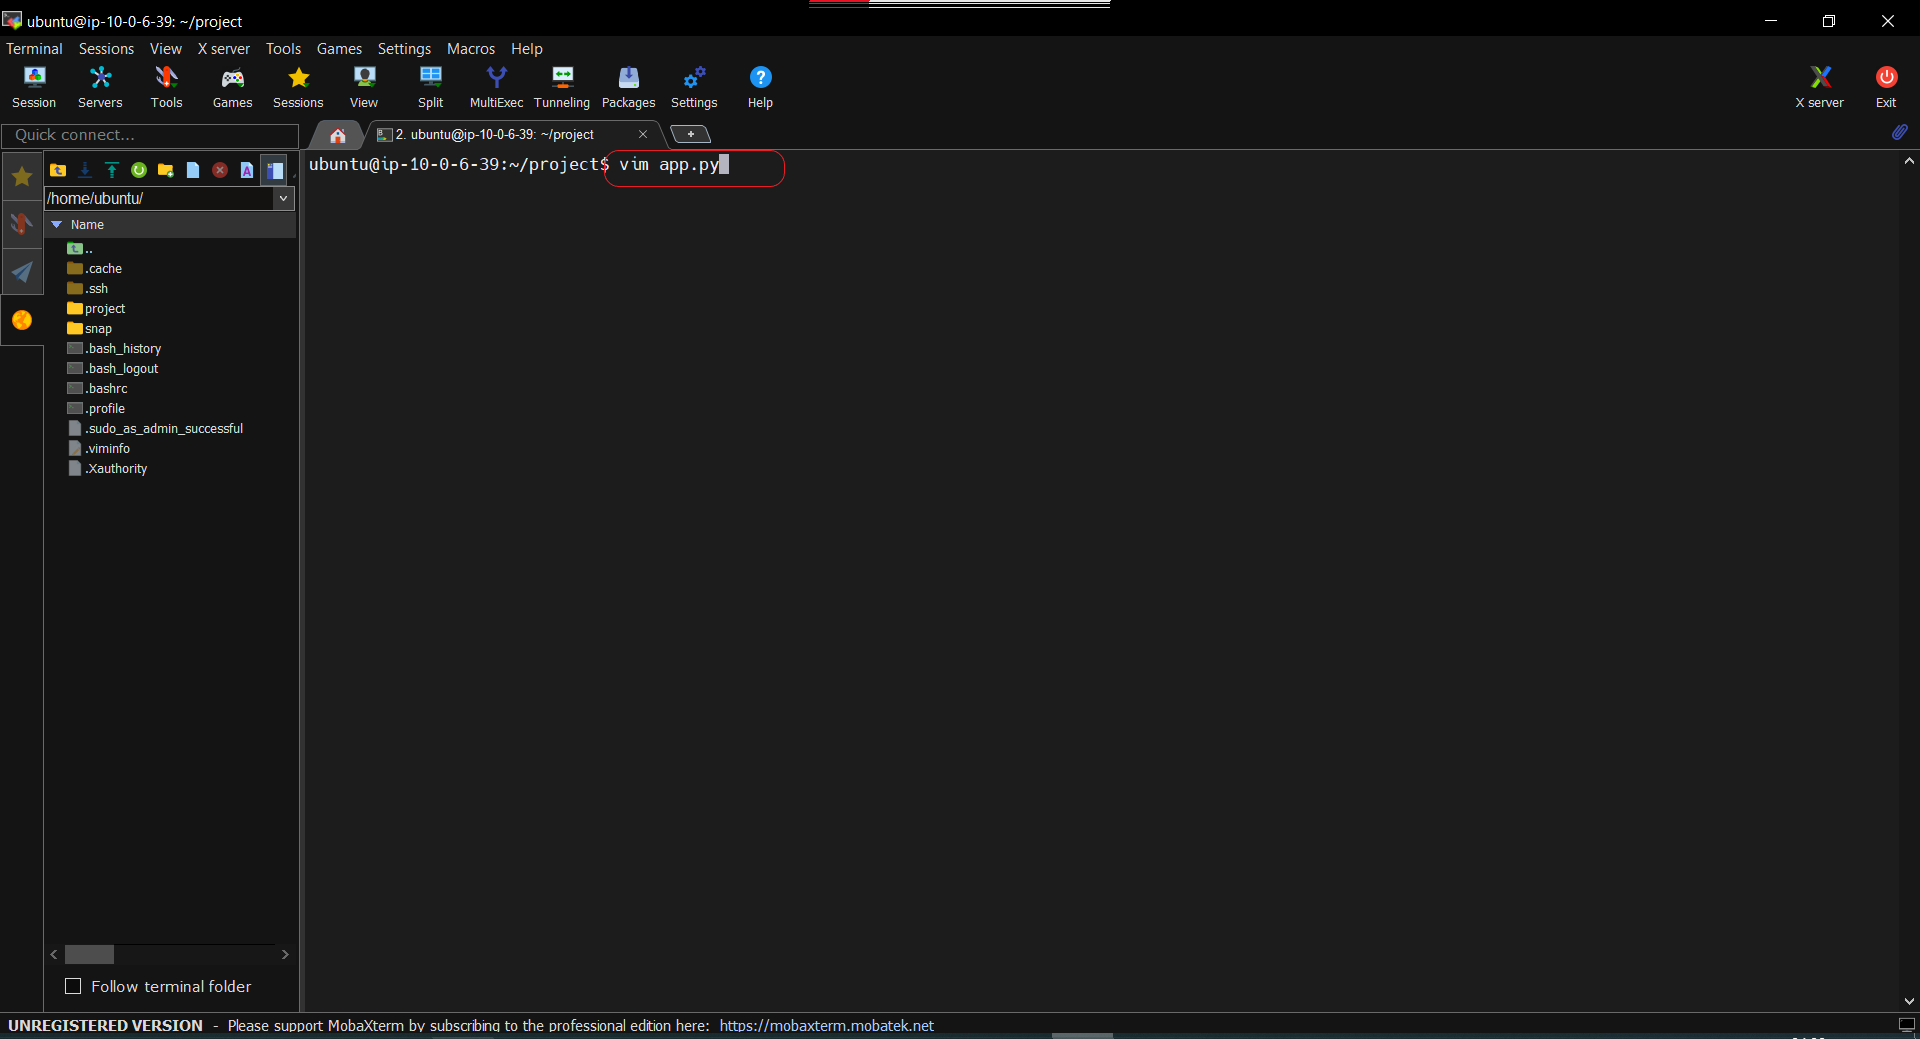 ubuntu@ip-10-0-6-39: ~/project
Terminal Sessions View X server Tools Games Settings Macros Help
Session Servers Tools Games Sessions View Split MultiExec Tunneling Packages Settings Help X server Exit
Quick connect...
2. ubuntu@ip-10-0-6-39: ~/project
ubuntu@ip-10-0-6-39:~/project$ vim app.py
/home/ubuntu/
Name
..
.cache
.ssh
project
snap
.bash_history
.bash_logout
.bashrc
.profile
.sudo_as_admin_successful
.viminfo
.Xauthority
Follow terminal folder
UNREGISTERED VERSION - Please support MobaXterm by subscribing to the professional edition here: https://mobaxterm.mobatek.net